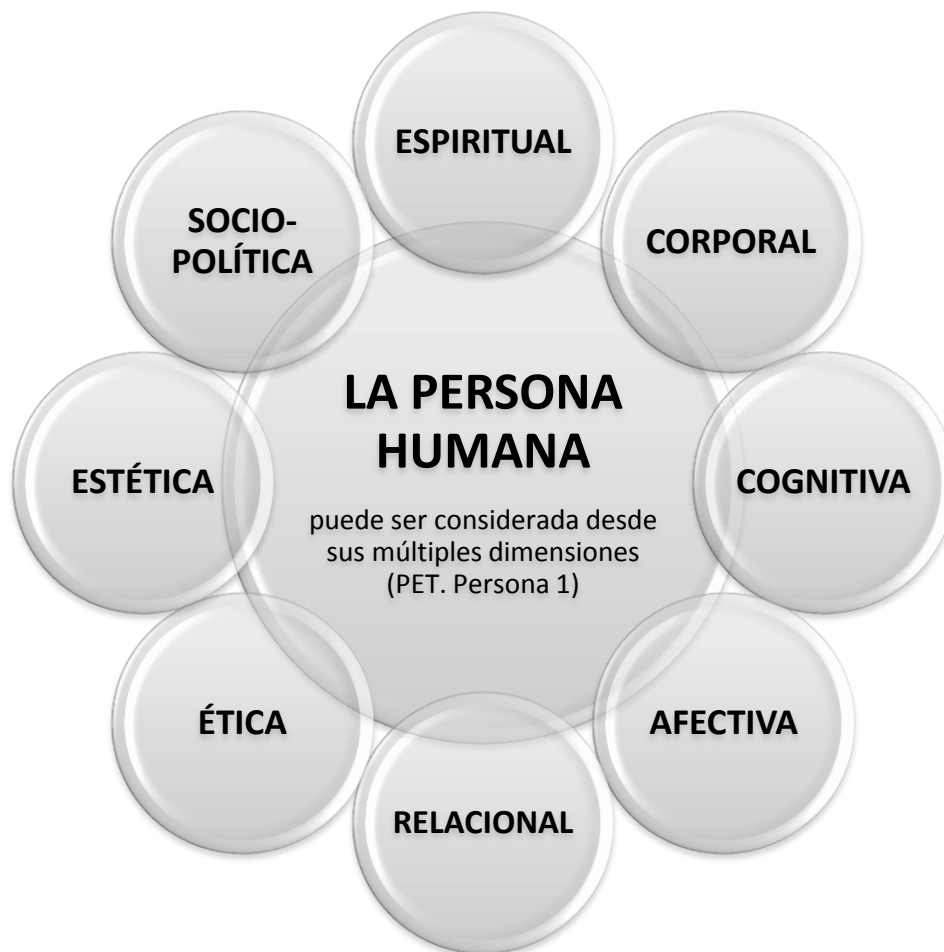 ESPIRITUAL
CORPORAL
COGNITIVA
AFECTIVA
RELACIONAL
ÉTICA
ESTÉTICA
SOCIO-
POLÍTICA
LA PERSONA
HUMANA
puede ser considerada desde
sus múltiples dimensiones
(PET. Persona 1)